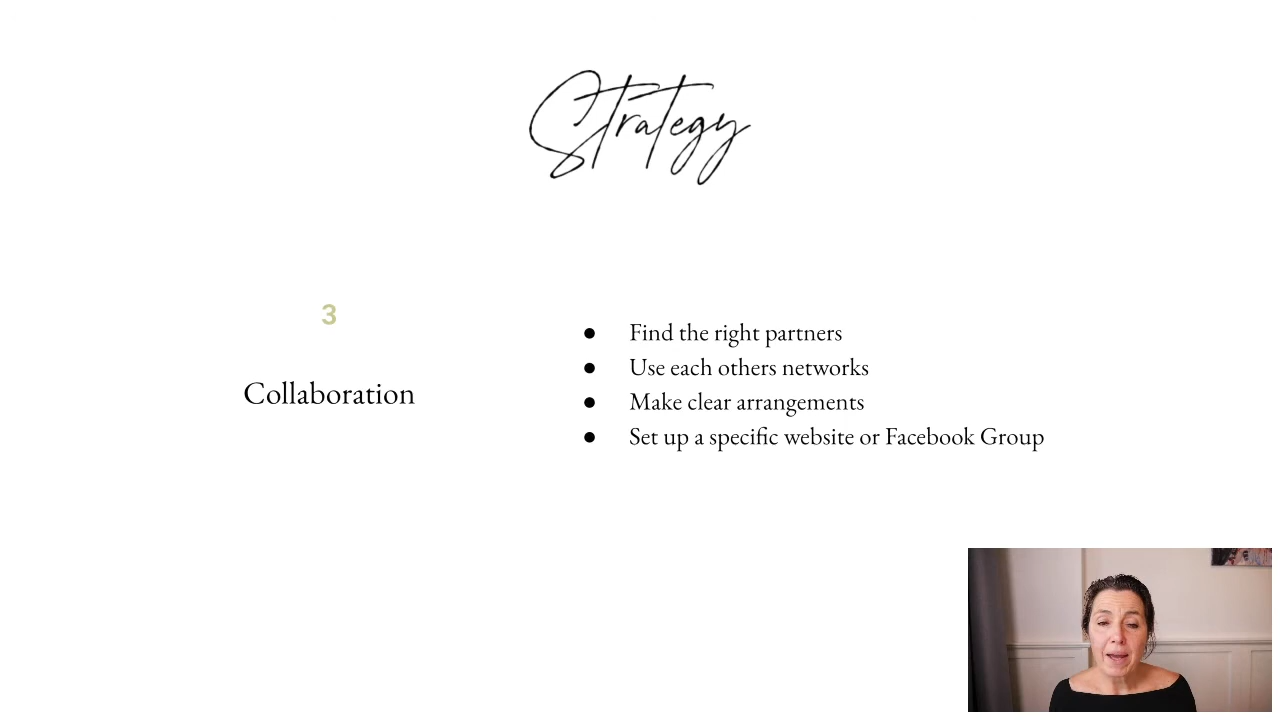 Strategy
3
Collaboration
● Find the right partners
● Use each others networks
● Make clear arrangements
● Set up a specific website or Facebook Group